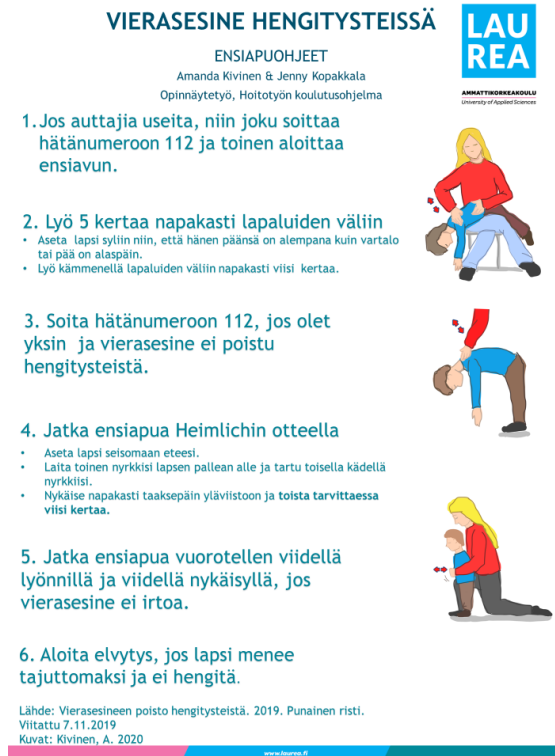 VIERASESINE HENGITYSTEISSÄ
LAU
REA
AMMATTIKORKEAKOULU
University of Applied Sciences
ENSIAPUOHJEET
Amanda Kivinen & Jenny Kopakkala
Opinnäytetyö, Hoitotyön koulutusohjelma
1. Jos auttajia useita, niin joku soittaa
hätänumeroon 112 ja toinen aloittaa
ensiavun.
2. Lyö 5 kertaa napakasti lapaluiden väliin
• Aseta lapsi syliin niin, että hänen päänsä on alempana kuin vartalo
tai pää on alaspäin.
• Lyö kämmenellä lapaluiden väliin napakasti viisi kertaa.
3. Soita hätänumeroon 112, jos olet
yksin ja vierasesine ei poistu
hengitysteistä.
4. Jatka ensiapua Heimlichin otteella
• Aseta lapsi seisomaan eteesi.
• Laita toinen nyrkkisi lapsen pallean alle ja tartu toisella kädellä
nyrkkiisi.
• Nykäise napakasti taaksepäin yläviistoon ja toista tarvittaessa
viisi kertaa.
5. Jatka ensiapua vuorotellen viidellä
lyönnillä ja viidellä nykäisyllä, jos
vierasesine ei irtoa.
6. Aloita elvytys, jos lapsi menee
tajuttomaksi ja ei hengitä.
Lähde: Vierasesineen poisto hengitysteistä. 2019. Punainen risti.
Viitattu 7.11.2019
Kuvat: Kivinen, A. 2020
www.laurea.fi